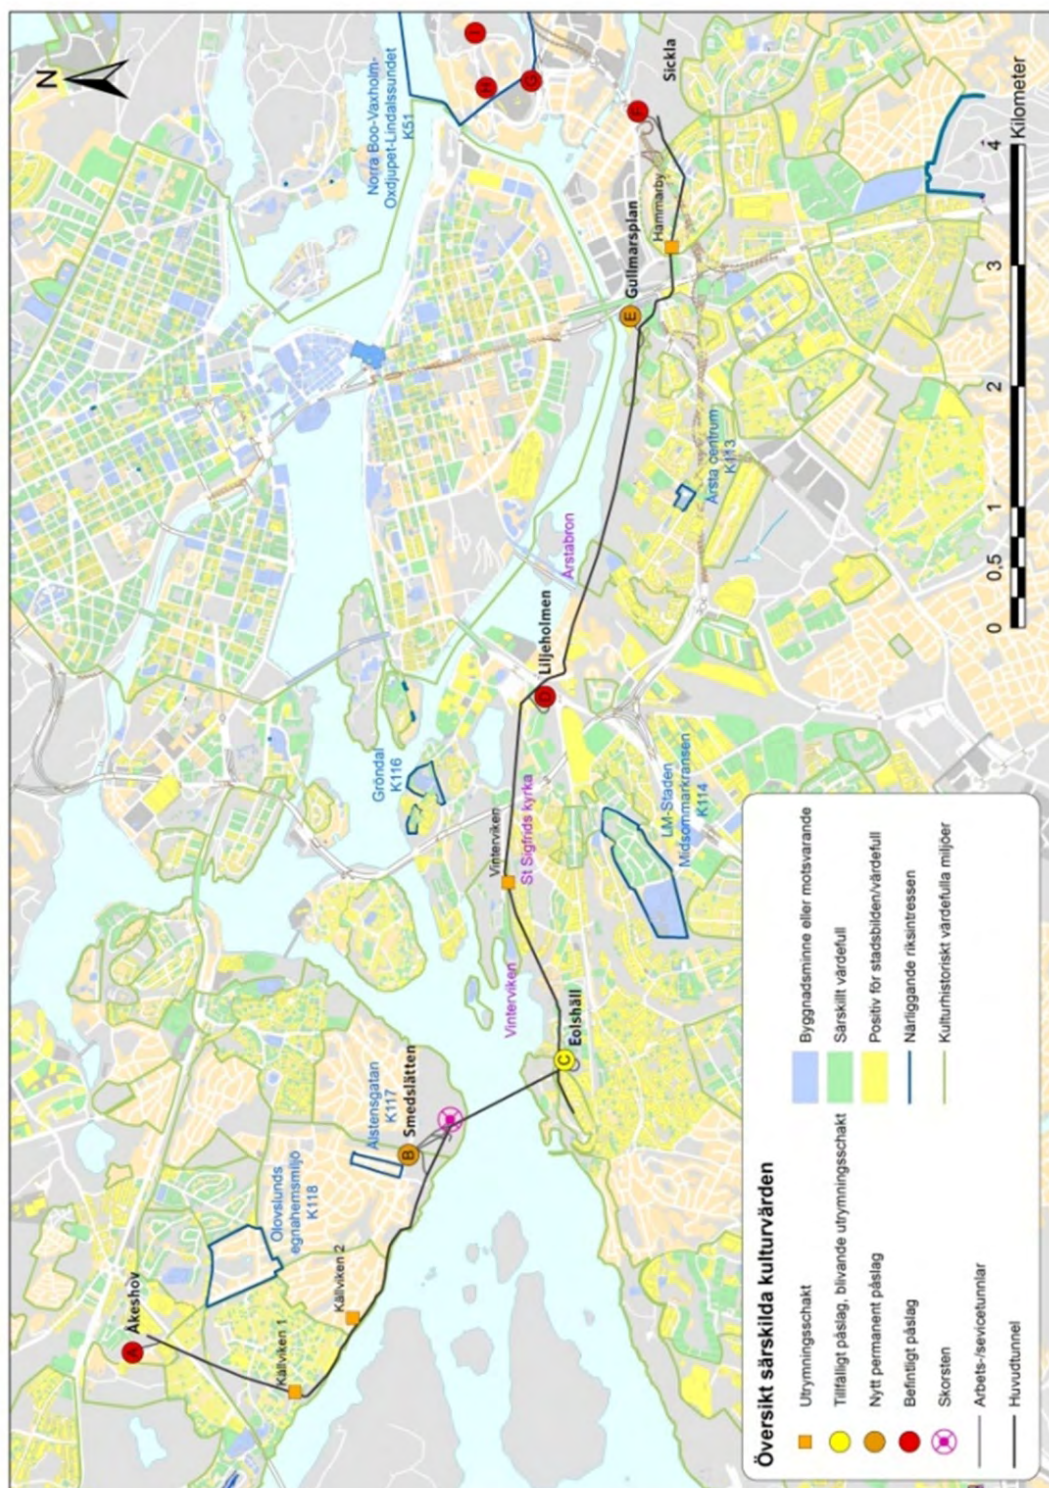 N
Norra Boo-Vaxholm-
Oxdjupet-Lindalssundet
K51
I
H
G
F
Sickla
Hammarby
E
Gullmarsplan
Årsta centrum
K113
Årstabron
D
Liljeholmen
Gröndal
K116
Vinterviken
St Sigfrids kyrka
LM-Staden
Midsommarkransen
K114
Vinterviken
C
Eolshäll
Ålstensgatan
K117
B
Smedslätten
Olovslunds
egnahemsmiljö
K118
A
Åkeshov
Källviken 1
Källviken 2
0 0,5 1 2 3 4
Kilometer
Översikt särskilda kulturvärden
Utrymningsschakt
Tillfälligt påslag, blivande utrymningsschakt
Nytt permanent påslag
Befintligt påslag
Skorsten
Arbets-/sevicetunnlar
Huvudtunnel
Byggnadsminne eller motsvarande
Särskillt värdefull
Positiv för stadsbilden/värdefull
Närliggande riksintressen
Kulturhistoriskt värdefulla miljöer